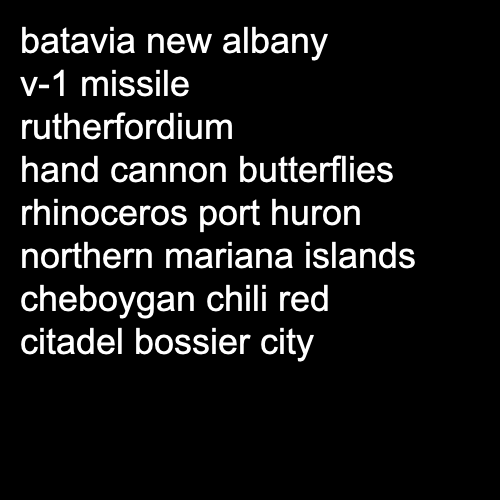 batavia new albany
v-1 missile
rutherfordium
hand cannon butterflies
rhinoceros port huron
northern mariana islands
cheboygan chili red
citadel bossier city